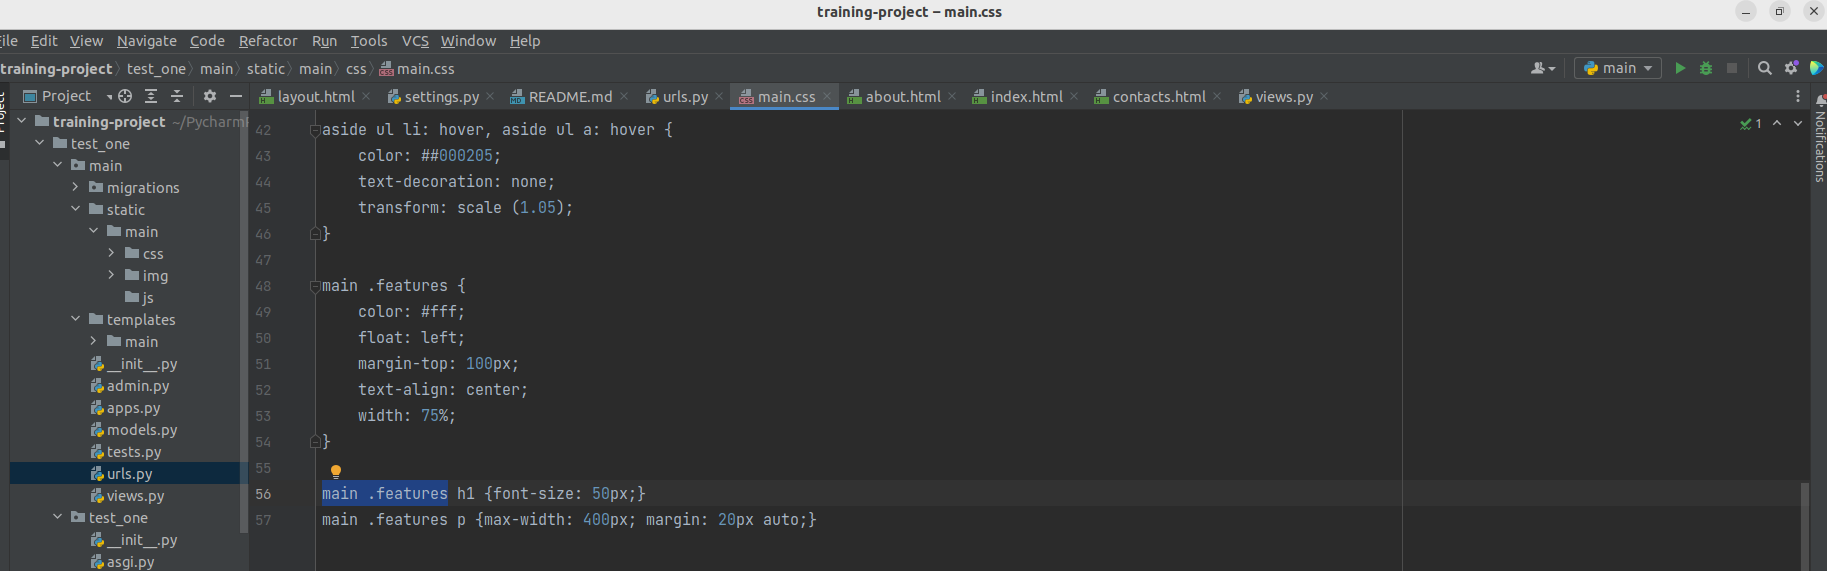 training-project – main.css
File Edit View Navigate Code Refactor Run Tools VCS Window Help
training-project test_one main static main css main.css main
Project layout.html settings.py README.md urls.py main.css about.html index.html contacts.html views.py
Project
training-project ~/Pycharm
test_one
main
migrations
static
main
css
img
js
templates
main
__init__.py
admin.py
apps.py
models.py
tests.py
urls.py
views.py
test_one
__init__.py
asgi.py
42 aside ul li: hover, aside ul a: hover {
43 color: ##000205;
44 text-decoration: none;
45 transform: scale (1.05);
46 }
47
48 main .features {
49 color: #fff;
50 float: left;
51 margin-top: 100px;
52 text-align: center;
53 width: 75%;
54 }
55
56 main .features h1 {font-size: 50px;}
57 main .features p {max-width: 400px; margin: 20px auto;}
1
Notifications